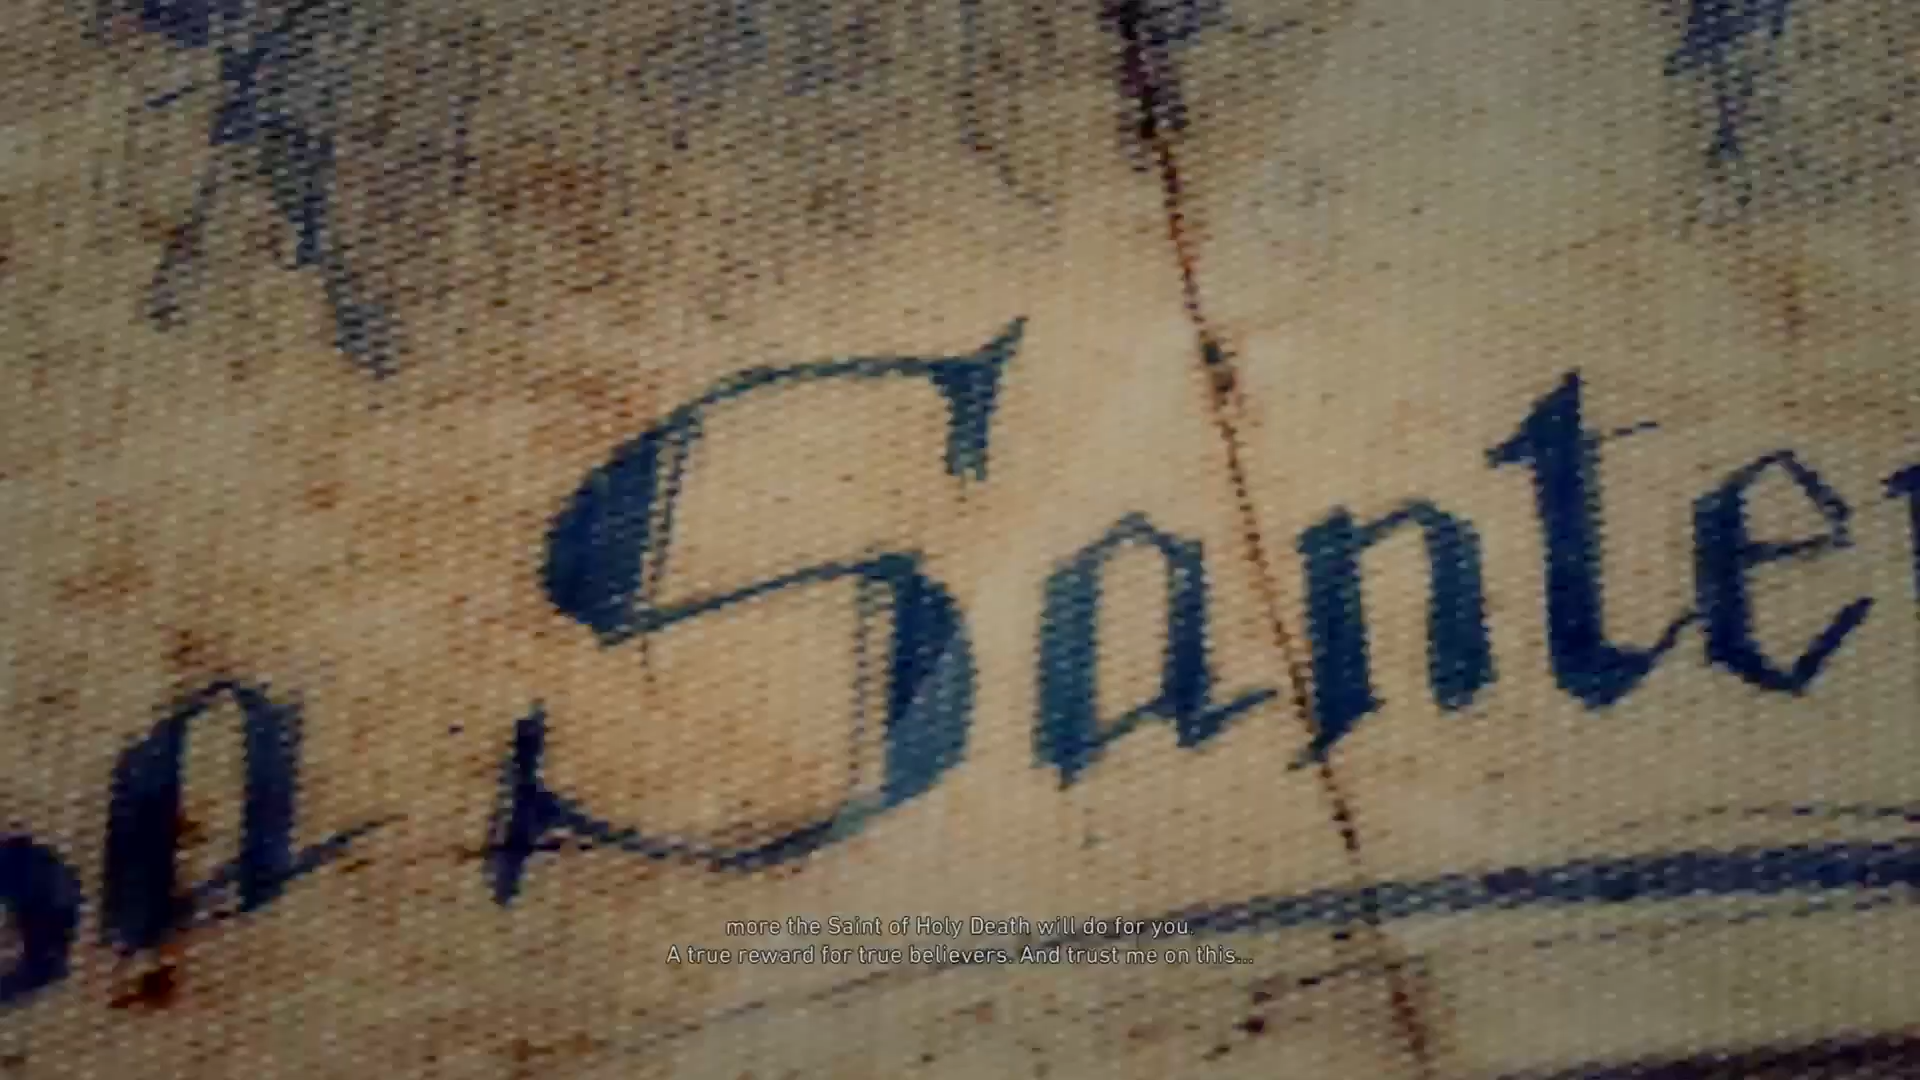 a Sante
more the Saint of Holy Death will do for you.
A true reward for true believers. And trust me on this...